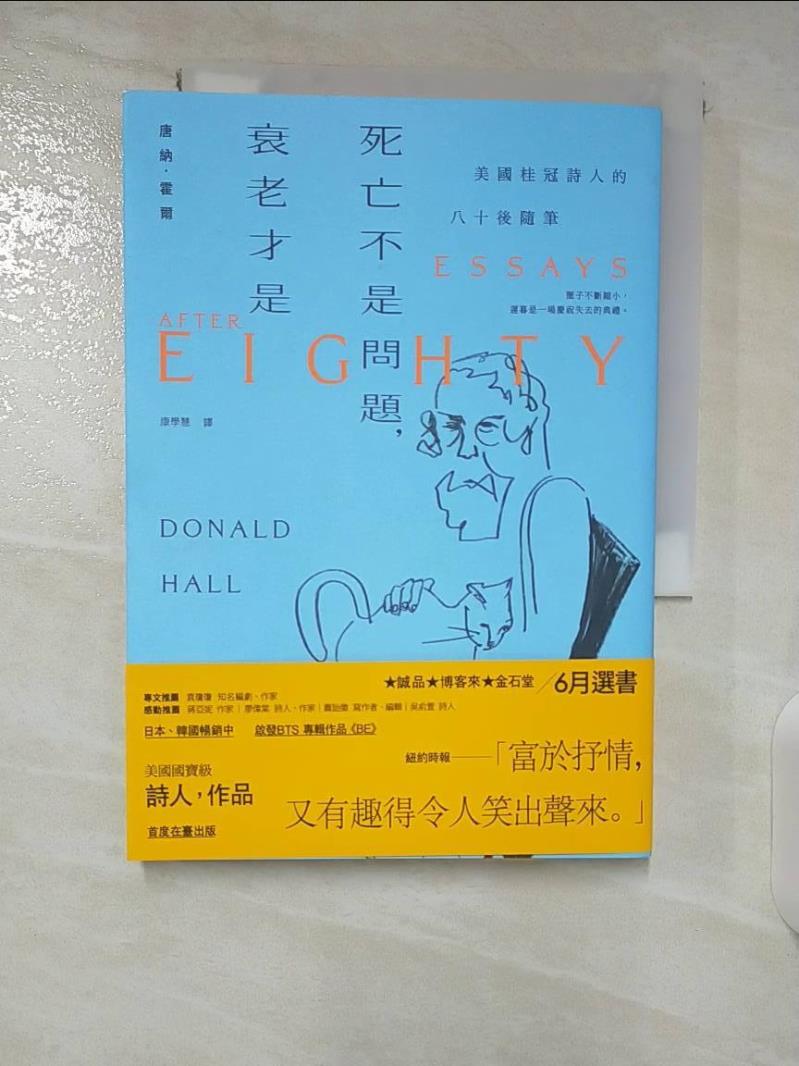 美國桂冠詩人的
八十後隨筆
死亡不是問題,
衰老才是
唐納·霍爾
ESSAYS
圈子不斷縮小,
遲暮是一場慶祝失去的典禮。
AFTER
EIGHTY
康學慧 譯
DONALD
HALL
★誠品★博客來★金石堂/6月選書
專文推薦 袁瓊瓊 知名編劇、作家
感動推薦 蔣亞妮 作家|廖偉棠 詩人、作家|蕭詒徽 寫作者、編輯|吳俞萱 詩人
日本、韓國暢銷中 啟發BTS 專輯作品《BE》
紐約時報——「富於抒情,
又有趣得令人笑出聲來。」
美國國寶級
詩人,作品
首度在臺出版